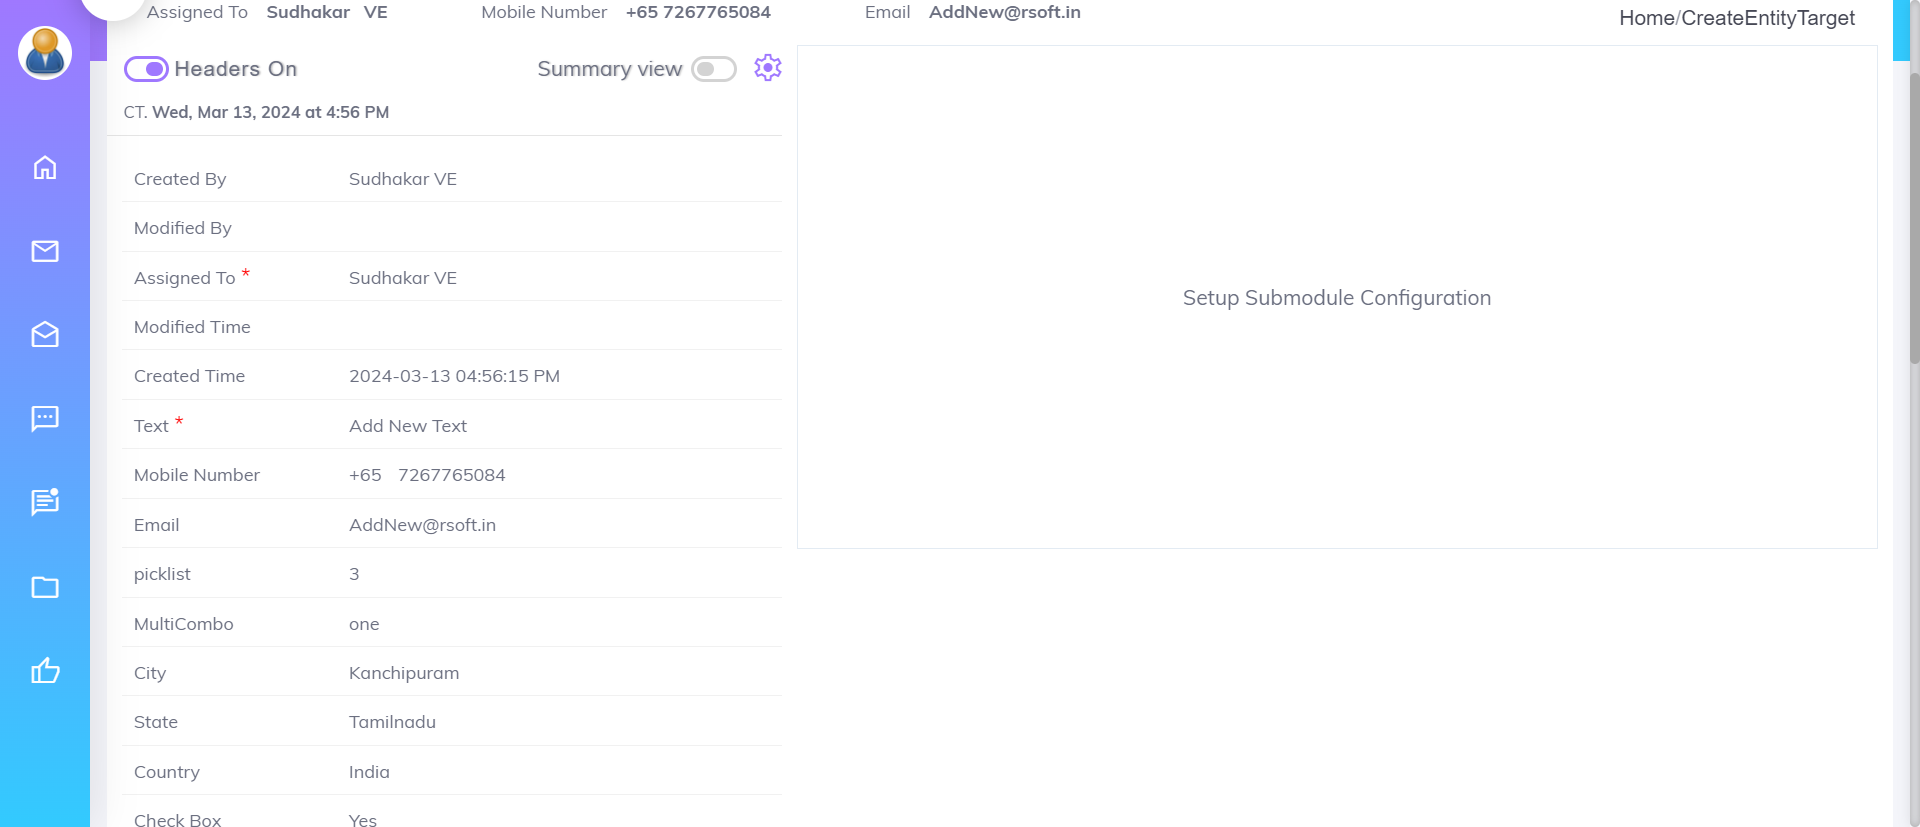 Assigned To Sudhakar VE Mobile Number +65 7267765084 Email AddNew@rsoft.in Home/CreateEntityTarget
Headers On Summary view
CT. Wed, Mar 13, 2024 at 4:56 PM
Created By Sudhakar VE
Modified By
Assigned To * Sudhakar VE
Modified Time
Created Time 2024-03-13 04:56:15 PM
Text * Add New Text
Mobile Number +65 7267765084
Email AddNew@rsoft.in
picklist 3
MultiCombo one
City Kanchipuram
State Tamilnadu
Country India
Check Box Yes
Setup Submodule Configuration